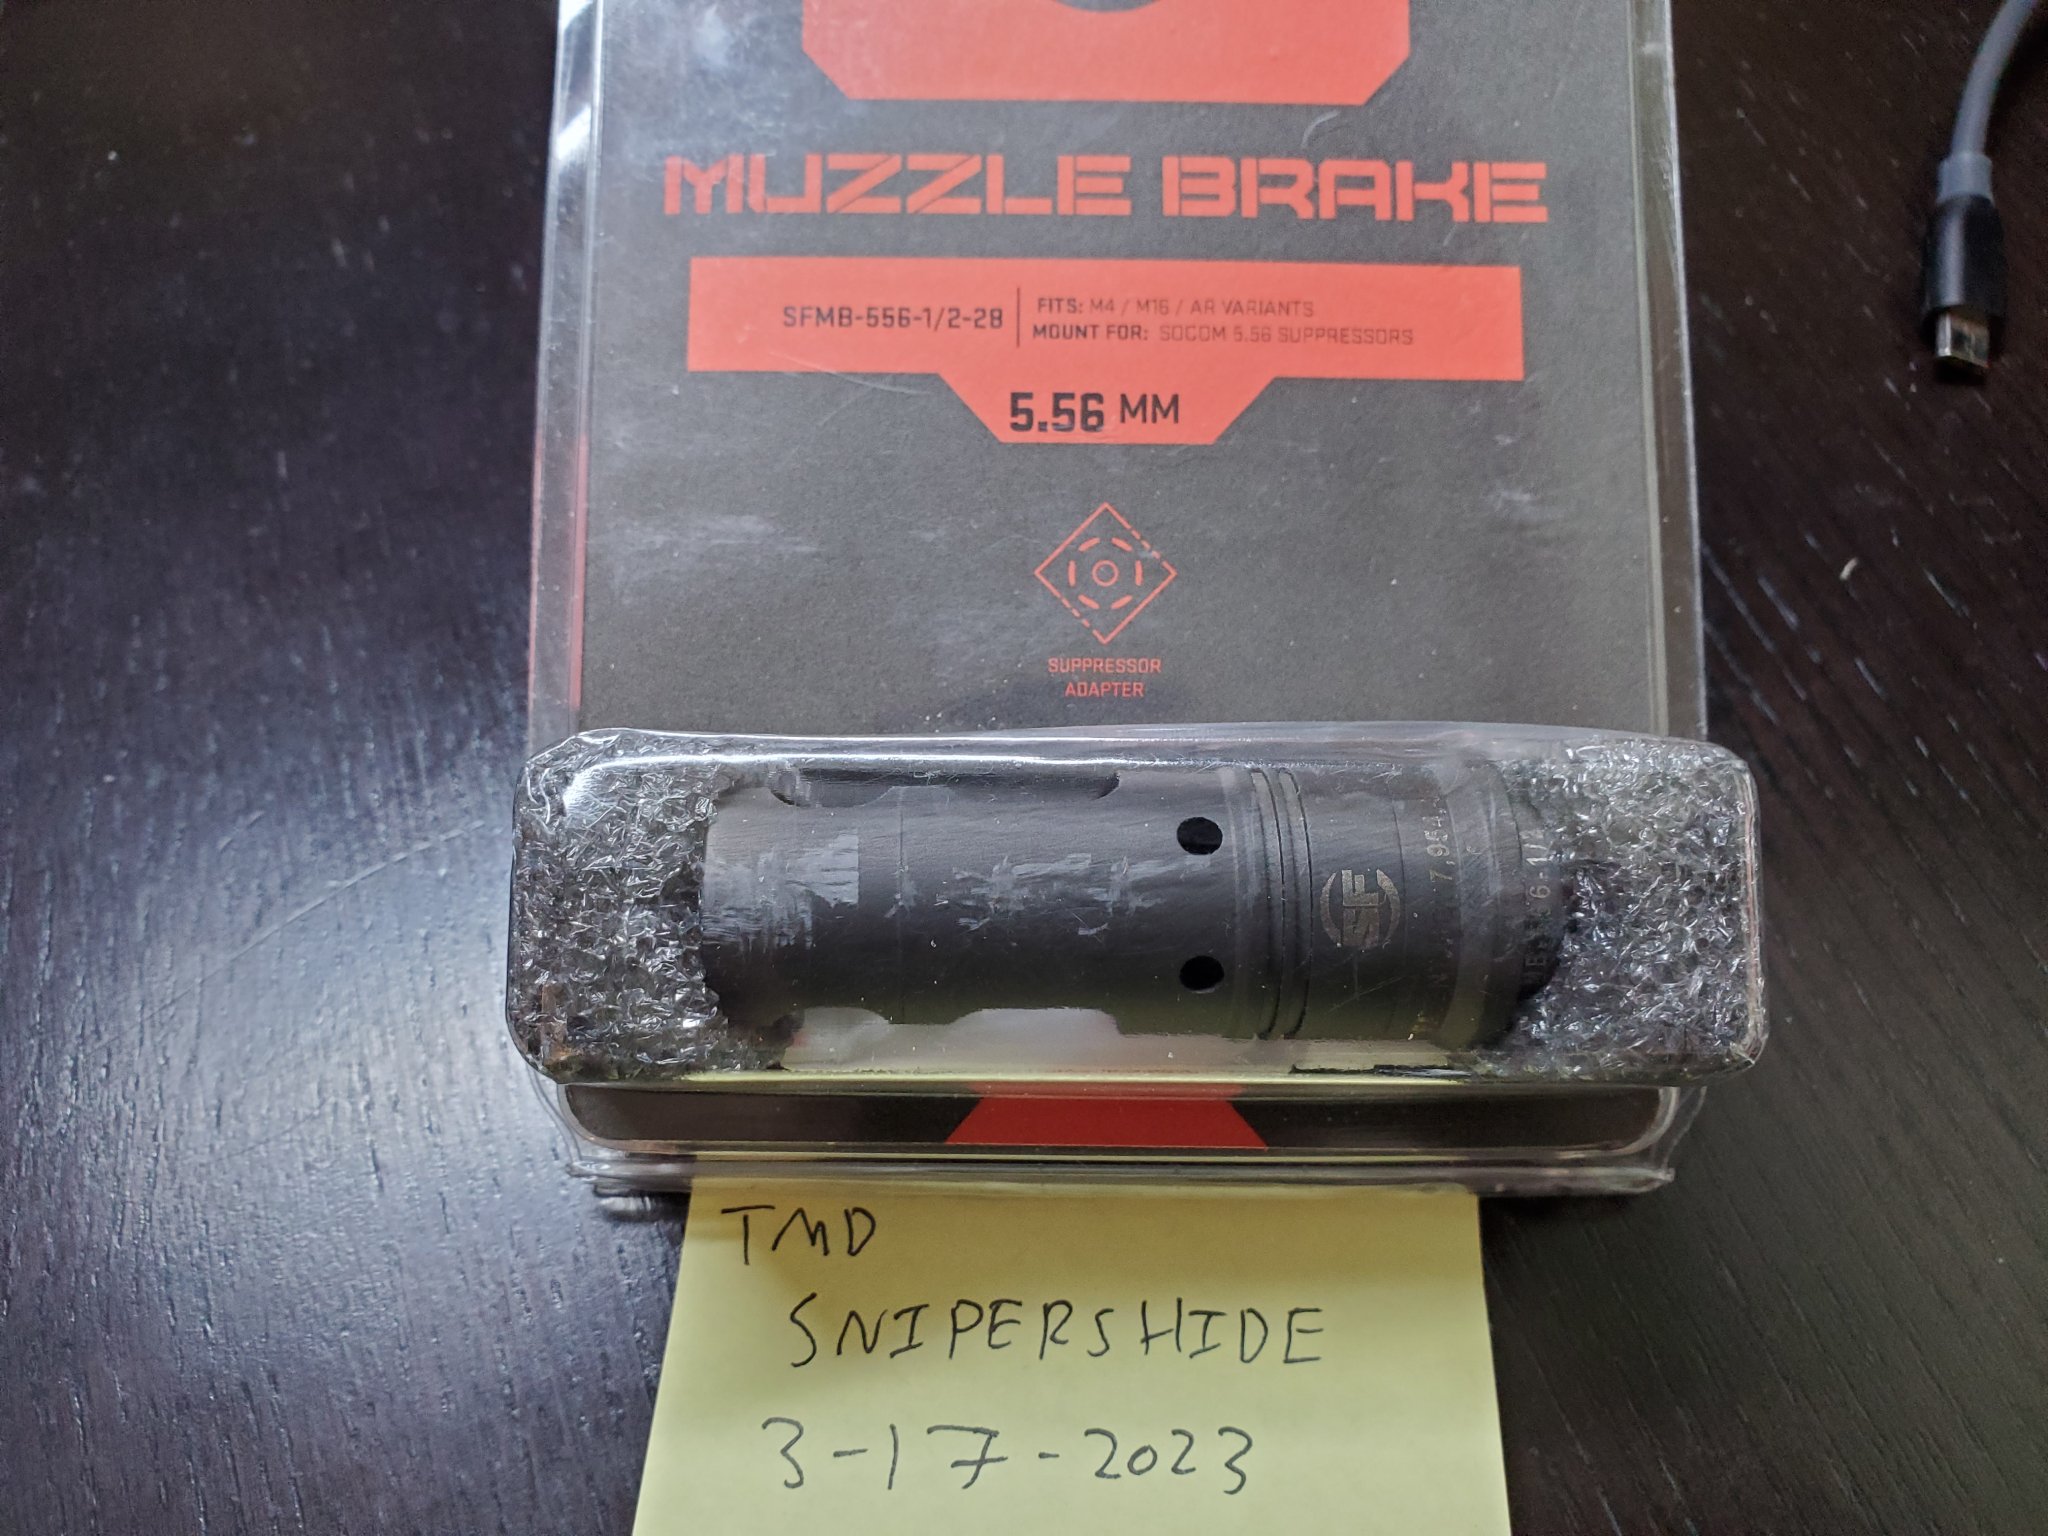 MUZZLE BRAKE
SFMB-556-1/2-28
FITS: M4 / M16 / AR VARIANTS
MOUNT FOR: SOCOM 5.56 SUPPRESSORS
5.56 MM
SUPPRESSOR
ADAPTER
SF
TMD
SNIPERSHIDE
3-17-2023